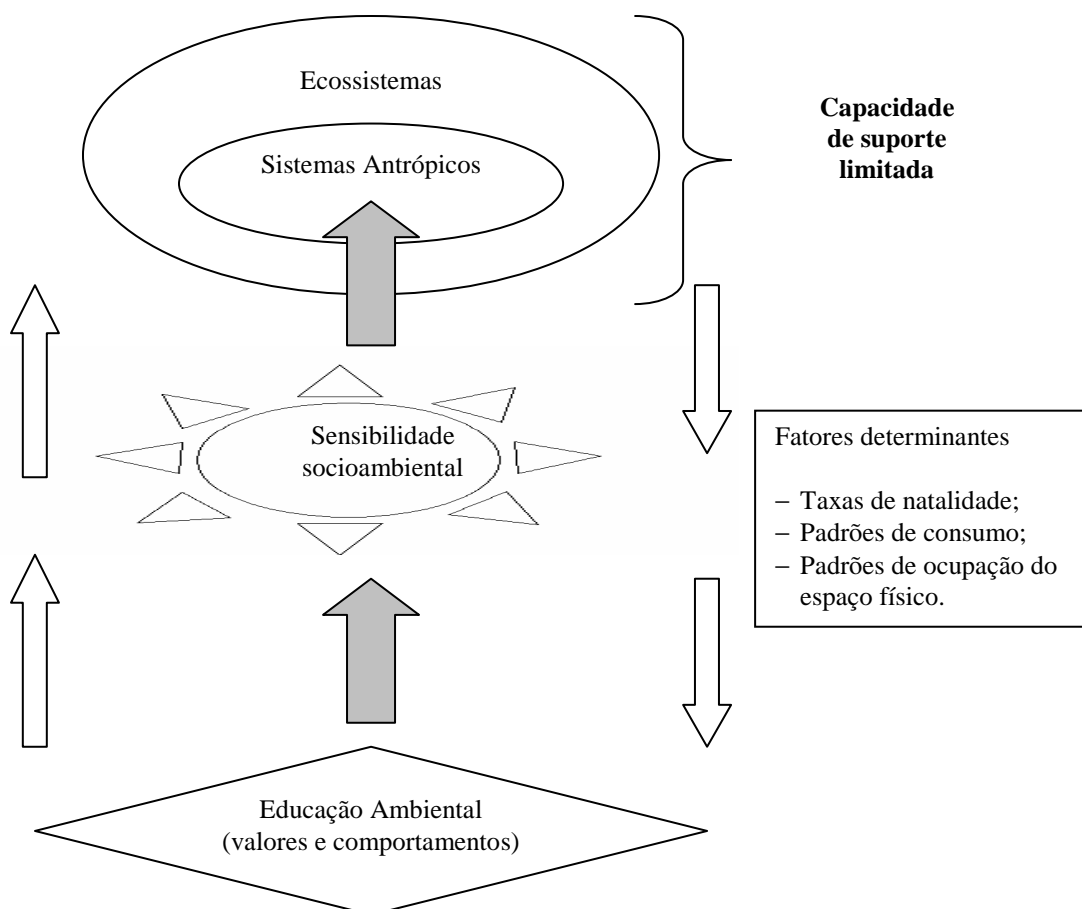 Ecossistemas
Sistemas Antrópicos
Capacidade
de suporte
limitada
Sensibilidade
socioambiental
Fatores determinantes
– Taxas de natalidade;
– Padrões de consumo;
– Padrões de ocupação do
espaço físico.
Educação Ambiental
(valores e comportamentos)